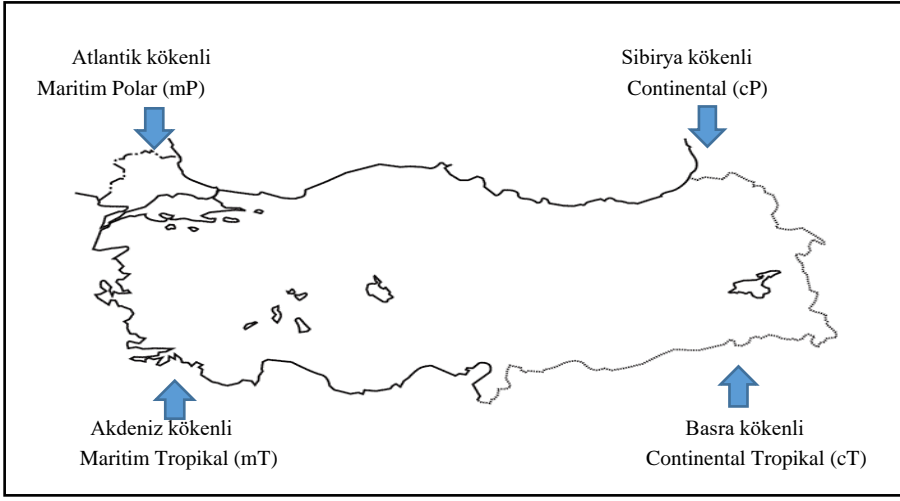 Atlantik kökenli
Maritim Polar (mP)
Sibirya kökenli
Continental (cP)
Akdeniz kökenli
Maritim Tropikal (mT)
Basra kökenli
Continental Tropikal (cT)